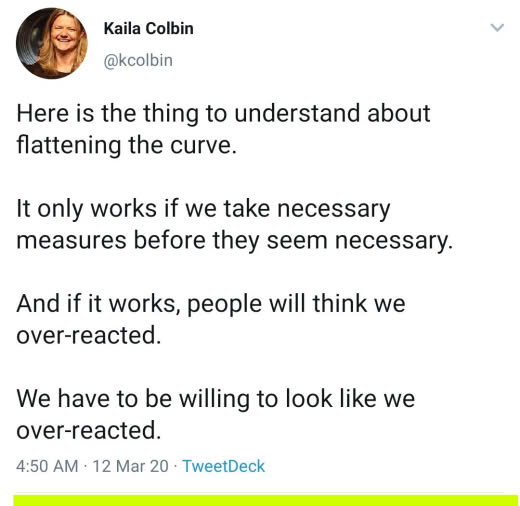 Kaila Colbin
@kcolbin
Here is the thing to understand about
flattening the curve.
It only works if we take necessary
measures before they seem necessary.
And if it works, people will think we
over-reacted.
We have to be willing to look like we
over-reacted.
4:50 AM · 12 Mar 20 · TweetDeck